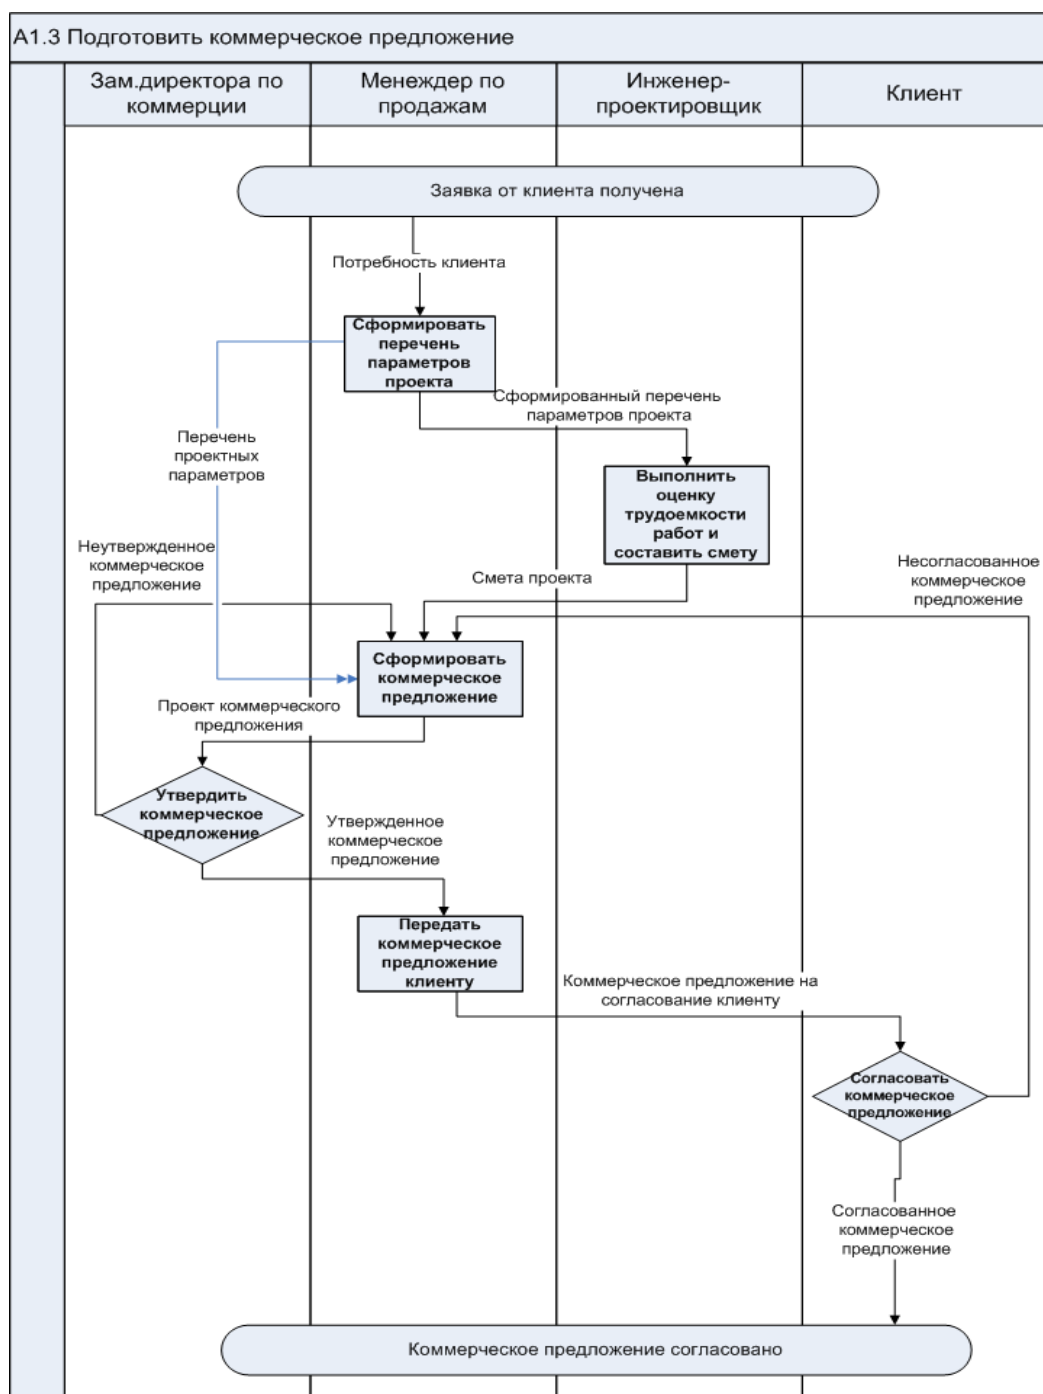 А1.3 Подготовить коммерческое предложение
Зам.директора по
коммерции
Менеждер по
продажам
Инженер-
проектировщик
Клиент
Заявка от клиента получена
Потребность клиента
Сформировать
перечень
параметров
проекта
Сформированный перечень
параметров проекта
Перечень
проектных
параметров
Выполнить
оценку
трудоемкости
работ и
составить смету
Неутвержденное
коммерческое
предложение
Смета проекта
Несогласованное
коммерческое
предложение
Сформировать
коммерческое
предложение
Проект коммерческого
предложения
Утвердить
коммерческое
предложение
Утвержденное
коммерческое
предложение
Передать
коммерческое
предложение
клиенту
Коммерческое предложение на
согласование клиенту
Согласовать
коммерческое
предложение
Согласованное
коммерческое
предложение
Коммерческое предложение согласовано